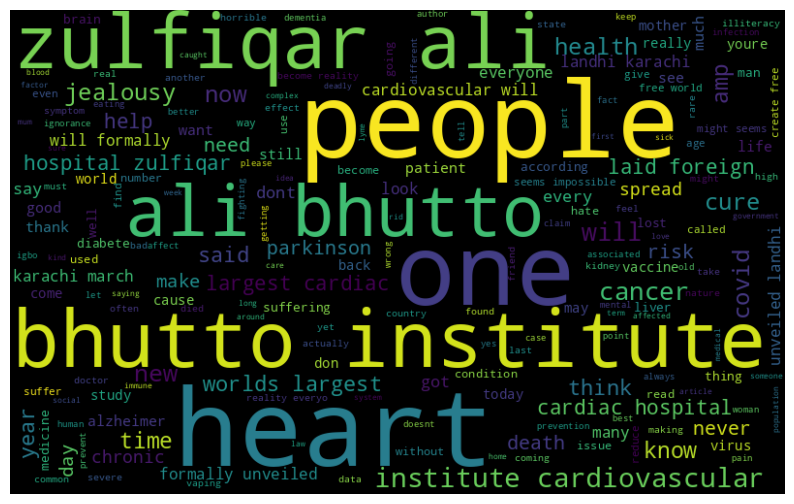 zulfiqar ali
people
ali bhutto
one
bhutto institute
heart
brain
horrible
dementia
author
state
keep
illiteracy
caught
health
mother
really
much
youre
landhi karachi
infection
blood
real
another
become reality
different
going
everyone
see
amp
man
factor
jealousy
now
cardiovascular will
give
free world
create free
even
deadly
eating
symptom
better
effect
complex
fact
rare
ignorance
help
want
way
use
part
might seems
mum
will formally
need
tell
first
sick
age
life
hospital zulfiqar
please
still
become
patient
according
laid foreign
high
say
must
world
number
idea
seems impossible
might
week
dont
look
every
spread
cure
good
find
fighting
hate
feel
government
thank
well
rid
claim
love
called
diabete
getting
said
parkinson
will
lost
risk
igbo
used
badaffect
back
wrong
friend
associated
kidney
vaccine
old
covid
unveiled landhi
karachi march
kind
make
largest cardiac
take
nature
come
let
saying
cause
care
suffering
may
liver
cancer
often
died
long
around
country
found
mental
term
affected
yet
don
actually
yes
case
point
medical
last
new
worlds largest
got
condition
think
thing
always
someone
suffer
doctor
immune
study
today
read
year
social
system
reality everyo
cardiac hospital
article
woman
population
medicine
day
alzheimer
doesnt
best
reduce
never
human
time
law
death
many
prevention
making
know
virus
prevent
chronic
without
issue
formally unveiled
home
coming
pain
common
severe
vaping
data
institute cardiovascular